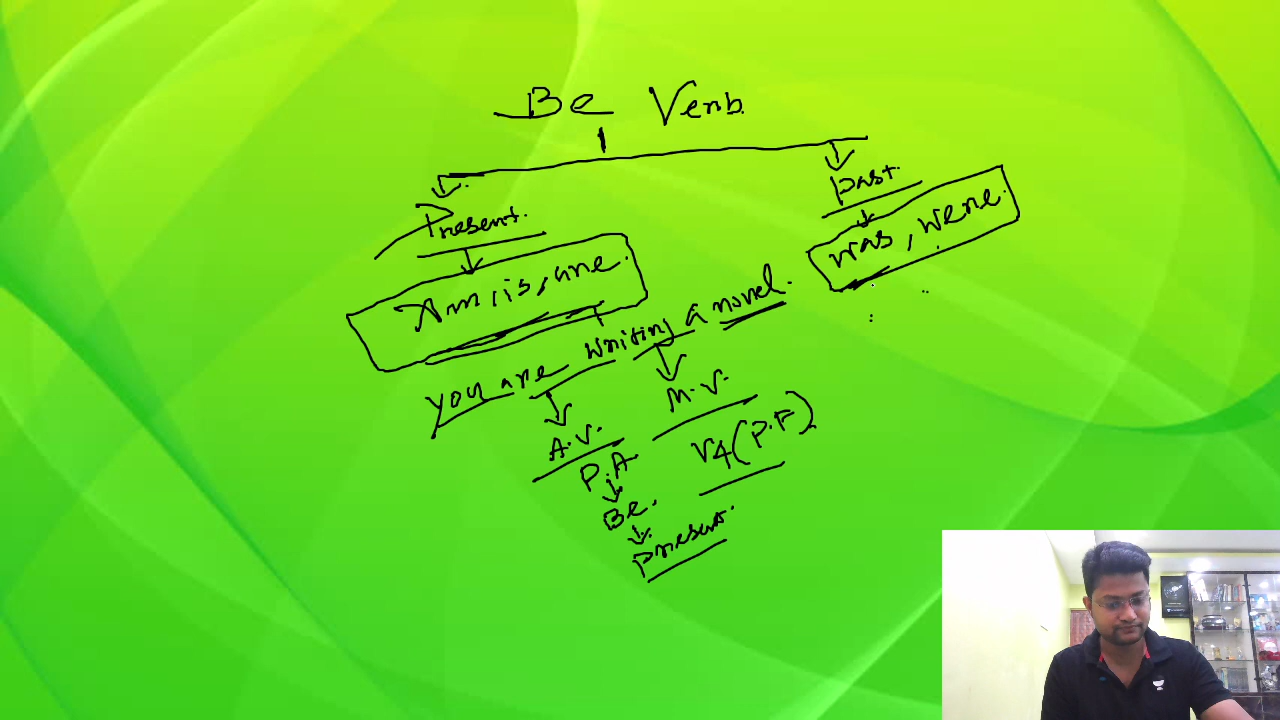 Be Verb
Present.
Past.
Am, is, are.
was, were.
You are writing a novel.
A.V.
M.V.
P.A
V4(P.F)
Be.
Present.